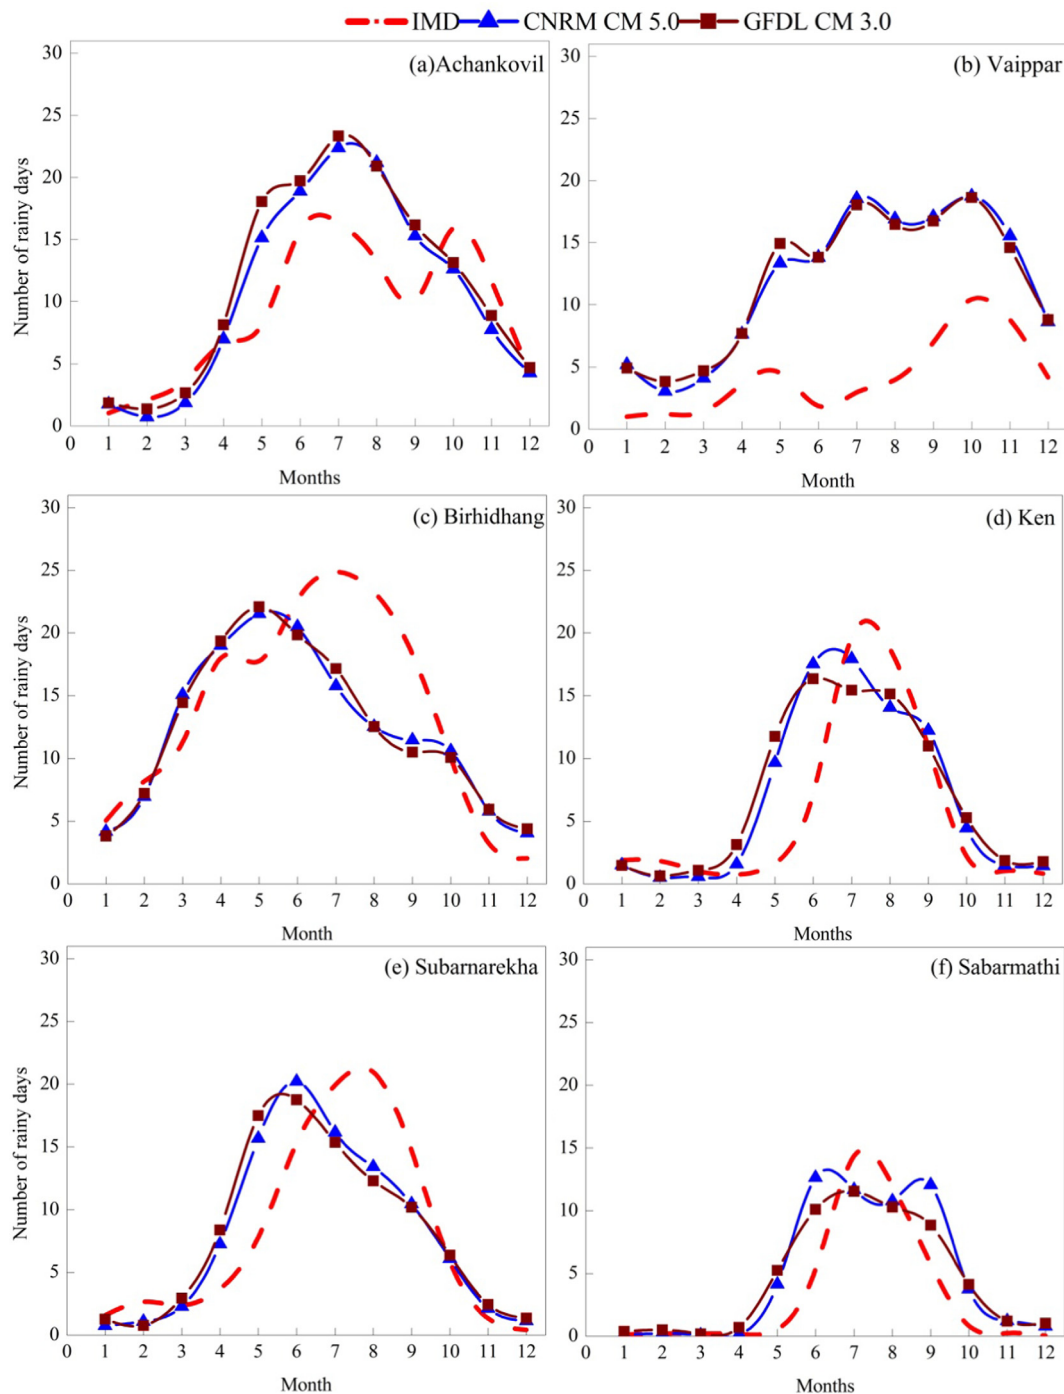 IMD CNRM CM 5.0 GFDL CM 3.0
(a)Achankovil
Number of rainy days
30
25
20
15
10
5
0
0 1 2 3 4 5 6 7 8 9 10 11 12
Months
(b) Vaippar
30
25
20
15
10
5
0
0 1 2 3 4 5 6 7 8 9 10 11 12
Month
(c) Birhidhang
Number of rainy days
30
25
20
15
10
5
0
0 1 2 3 4 5 6 7 8 9 10 11 12
Month
(d) Ken
30
25
20
15
10
5
0
0 1 2 3 4 5 6 7 8 9 10 11 12
Months
(e) Subarnarekha
Number of rainy days
30
25
20
15
10
5
0
0 1 2 3 4 5 6 7 8 9 10 11 12
Month
(f) Sabarmathi
30
25
20
15
10
5
0
0 1 2 3 4 5 6 7 8 9 10 11 12
Months